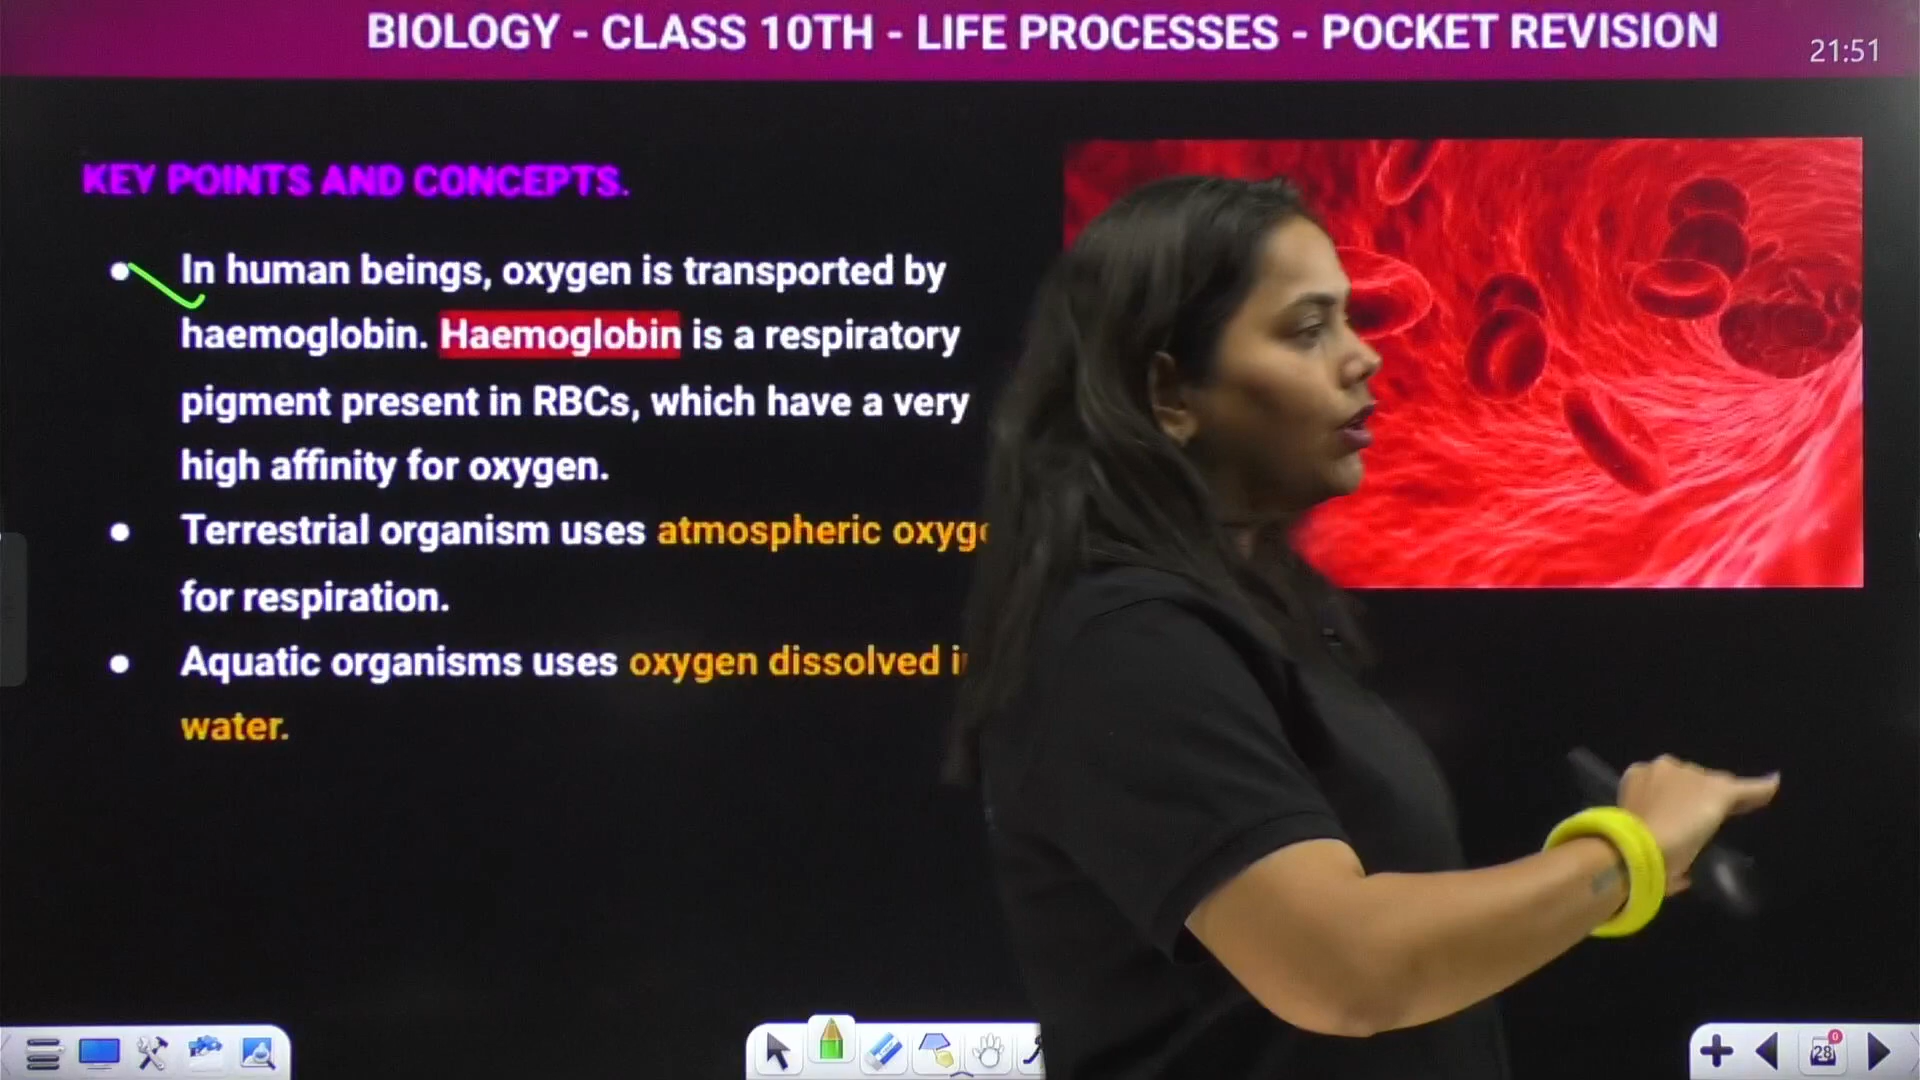 BIOLOGY - CLASS 10TH - LIFE PROCESSES - POCKET REVISION
21:51
KEY POINTS AND CONCEPTS.
In human beings, oxygen is transported by
haemoglobin. Haemoglobin is a respiratory
pigment present in RBCs, which have a very
high affinity for oxygen.
Terrestrial organism uses atmospheric
for respiration.
Aquatic organisms uses oxygen dissolved
water.
28
0